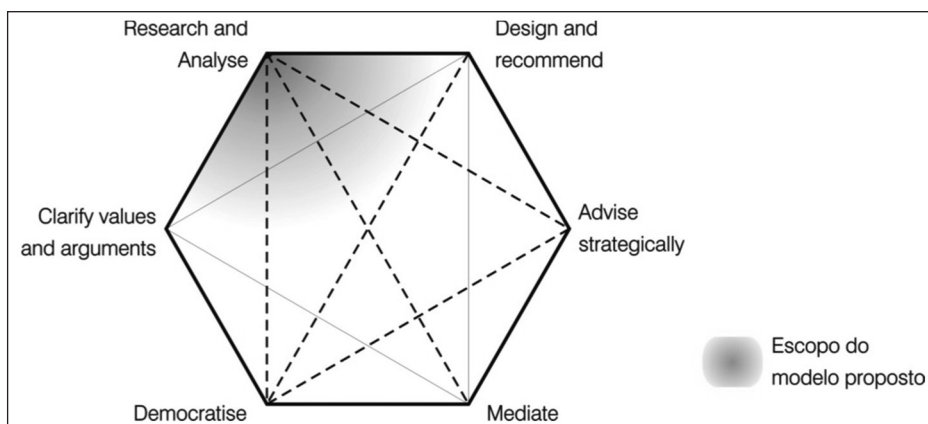 Research and
Analyse
Design and
recommend
Clarify values
and arguments
Advise
strategically
Escopo do
modelo proposto
Democratise
Mediate